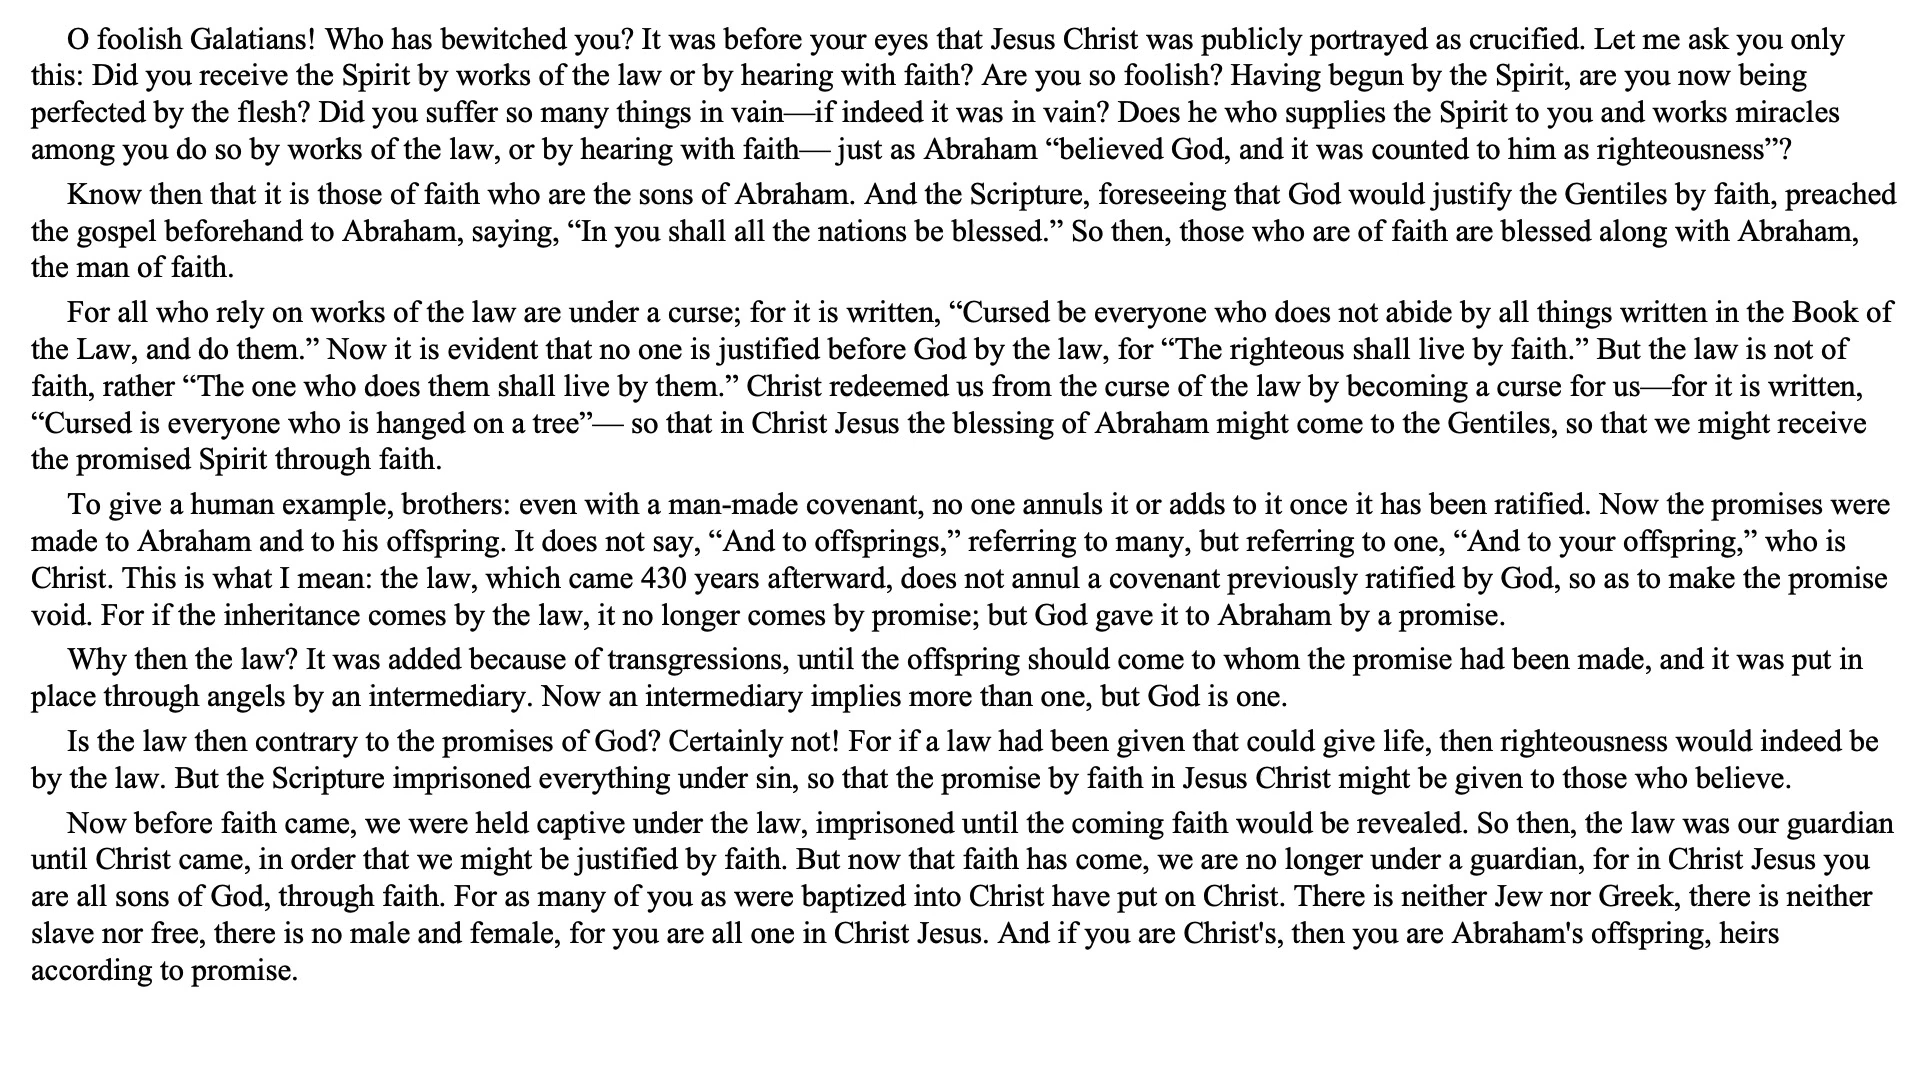 O foolish Galatians! Who has bewitched you? It was before your eyes that Jesus Christ was publicly portrayed as crucified. Let me ask you only
this: Did you receive the Spirit by works of the law or by hearing with faith? Are you so foolish? Having begun by the Spirit, are you now being
perfected by the flesh? Did you suffer so many things in vain—if indeed it was in vain? Does he who supplies the Spirit to you and works miracles
among you do so by works of the law, or by hearing with faith— just as Abraham “believed God, and it was counted to him as righteousness”?
Know then that it is those of faith who are the sons of Abraham. And the Scripture, foreseeing that God would justify the Gentiles by faith, preached
the gospel beforehand to Abraham, saying, “In you shall all the nations be blessed.” So then, those who are of faith are blessed along with Abraham,
the man of faith.
For all who rely on works of the law are under a curse; for it is written, “Cursed be everyone who does not abide by all things written in the Book of
the Law, and do them.” Now it is evident that no one is justified before God by the law, for “The righteous shall live by faith.” But the law is not of
faith, rather “The one who does them shall live by them.” Christ redeemed us from the curse of the law by becoming a curse for us—for it is written,
“Cursed is everyone who is hanged on a tree”— so that in Christ Jesus the blessing of Abraham might come to the Gentiles, so that we might receive
the promised Spirit through faith.
To give a human example, brothers: even with a man-made covenant, no one annuls it or adds to it once it has been ratified. Now the promises were
made to Abraham and to his offspring. It does not say, “And to offsprings,” referring to many, but referring to one, “And to your offspring,” who is
Christ. This is what I mean: the law, which came 430 years afterward, does not annul a covenant previously ratified by God, so as to make the promise
void. For if the inheritance comes by the law, it no longer comes by promise; but God gave it to Abraham by a promise.
Why then the law? It was added because of transgressions, until the offspring should come to whom the promise had been made, and it was put in
place through angels by an intermediary. Now an intermediary implies more than one, but God is one.
Is the law then contrary to the promises of God? Certainly not! For if a law had been given that could give life, then righteousness would indeed be
by the law. But the Scripture imprisoned everything under sin, so that the promise by faith in Jesus Christ might be given to those who believe.
Now before faith came, we were held captive under the law, imprisoned until the coming faith would be revealed. So then, the law was our guardian
until Christ came, in order that we might be justified by faith. But now that faith has come, we are no longer under a guardian, for in Christ Jesus you
are all sons of God, through faith. For as many of you as were baptized into Christ have put on Christ. There is neither Jew nor Greek, there is neither
slave nor free, there is no male and female, for you are all one in Christ Jesus. And if you are Christ's, then you are Abraham's offspring, heirs
according to promise.